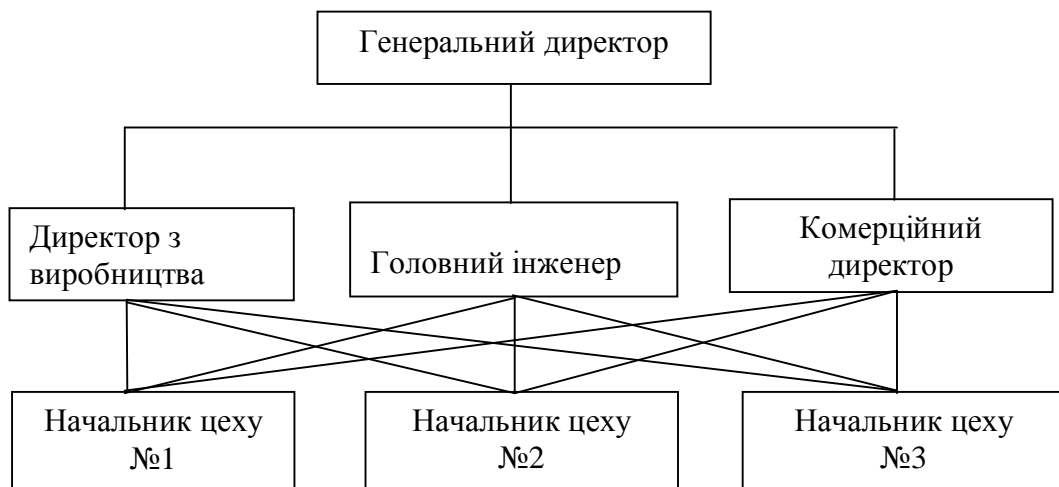 Генеральний директор
Директор з
виробництва
Головний інженер
Комерційний
директор
Начальник цеху
№1
Начальник цеху
№2
Начальник цеху
№3